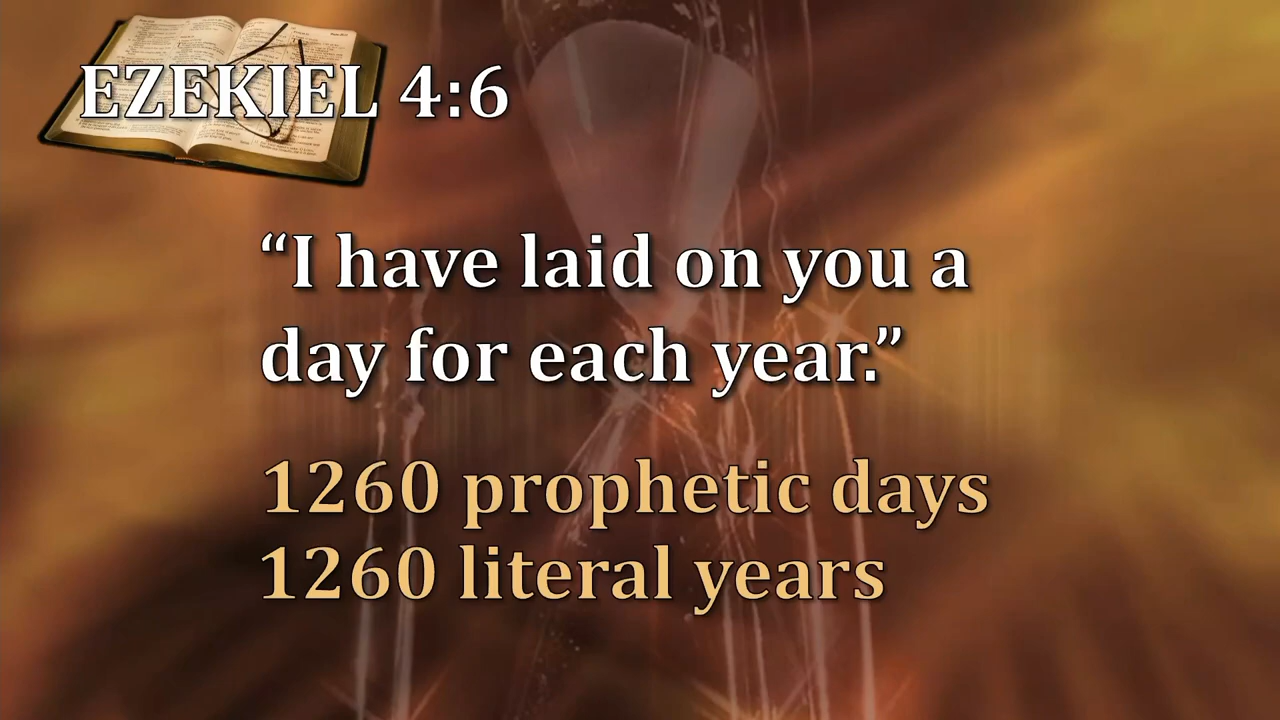 EZEKIEL 4:6
“I have laid on you a
day for each year.”
1260 prophetic days
1260 literal years